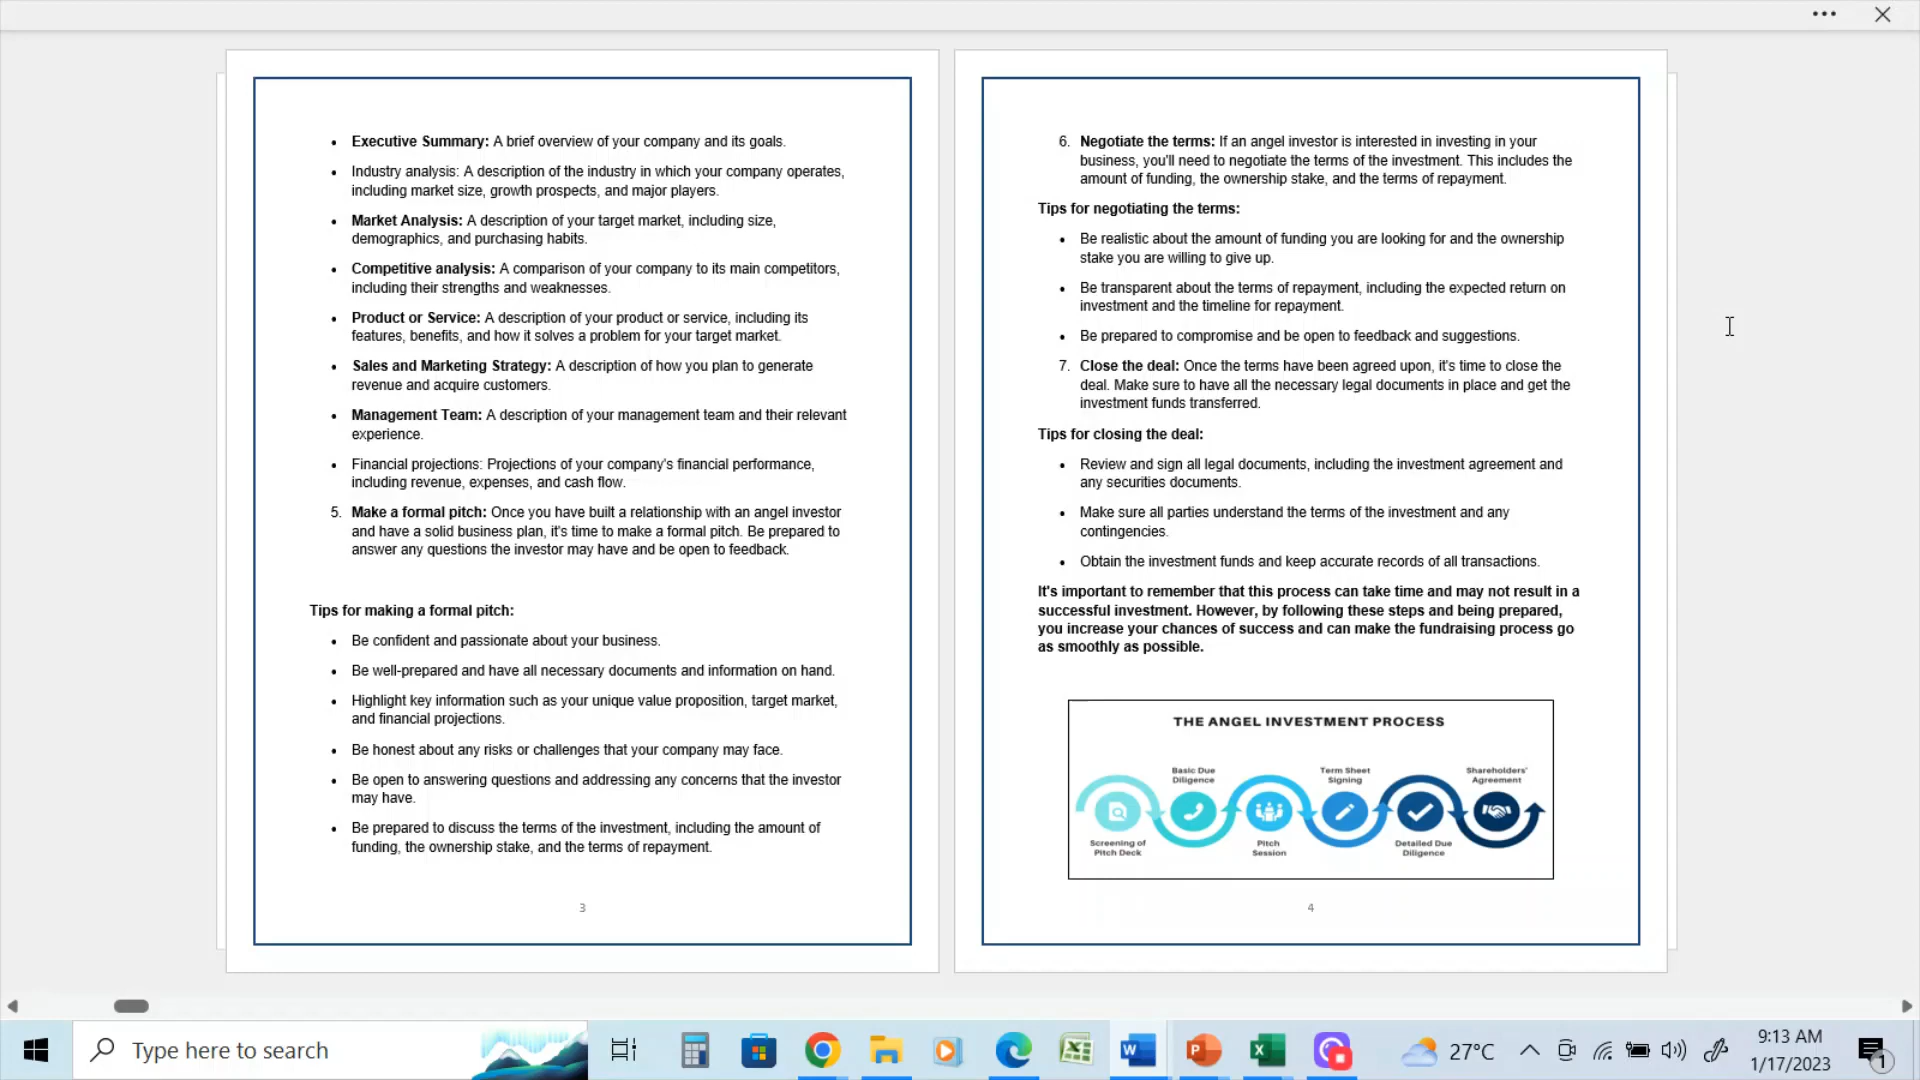 • Executive Summary: A brief overview of your company and its goals.
• Industry analysis: A description of the industry in which your company operates,
including market size, growth prospects, and major players.
• Market Analysis: A description of your target market, including size,
demographics, and purchasing habits.
• Competitive analysis: A comparison of your company to its main competitors,
including their strengths and weaknesses.
• Product or Service: A description of your product or service, including its
features, benefits, and how it solves a problem for your target market.
• Sales and Marketing Strategy: A description of how you plan to generate
revenue and acquire customers.
• Management Team: A description of your management team and their relevant
experience.
• Financial projections: Projections of your company's financial performance,
including revenue, expenses, and cash flow.
5. Make a formal pitch: Once you have built a relationship with an angel investor
and have a solid business plan, it's time to make a formal pitch. Be prepared to
answer any questions the investor may have and be open to feedback.
Tips for making a formal pitch:
• Be confident and passionate about your business.
• Be well-prepared and have all necessary documents and information on hand.
• Highlight key information such as your unique value proposition, target market,
and financial projections.
• Be honest about any risks or challenges that your company may face.
• Be open to answering questions and addressing any concerns that the investor
may have.
• Be prepared to discuss the terms of the investment, including the amount of
funding, the ownership stake, and the terms of repayment.
3
6. Negotiate the terms: If an angel investor is interested in investing in your
business, you'll need to negotiate the terms of the investment. This includes the
amount of funding, the ownership stake, and the terms of repayment.
Tips for negotiating the terms:
• Be realistic about the amount of funding you are looking for and the ownership
stake you are willing to give up.
• Be transparent about the terms of repayment, including the expected return on
investment and the timeline for repayment.
• Be prepared to compromise and be open to feedback and suggestions.
7. Close the deal: Once the terms have been agreed upon, it's time to close the
deal. Make sure to have all the necessary legal documents in place and get the
investment funds transferred.
Tips for closing the deal:
• Review and sign all legal documents, including the investment agreement and
any securities documents.
• Make sure all parties understand the terms of the investment and any
contingencies.
• Obtain the investment funds and keep accurate records of all transactions.
It's important to remember that this process can take time and may not result in a
successful investment. However, by following these steps and being prepared,
you increase your chances of success and can make the fundraising process go
as smoothly as possible.
THE ANGEL INVESTMENT PROCESS
Basic Due
Diligence
Term Sheet
Signing
Shareholders'
Agreement
Screening of
Pitch Deck
Pitch
Session
Detailed Due
Diligence
4
Type here to search
27°C
9:13 AM
1/17/2023
1